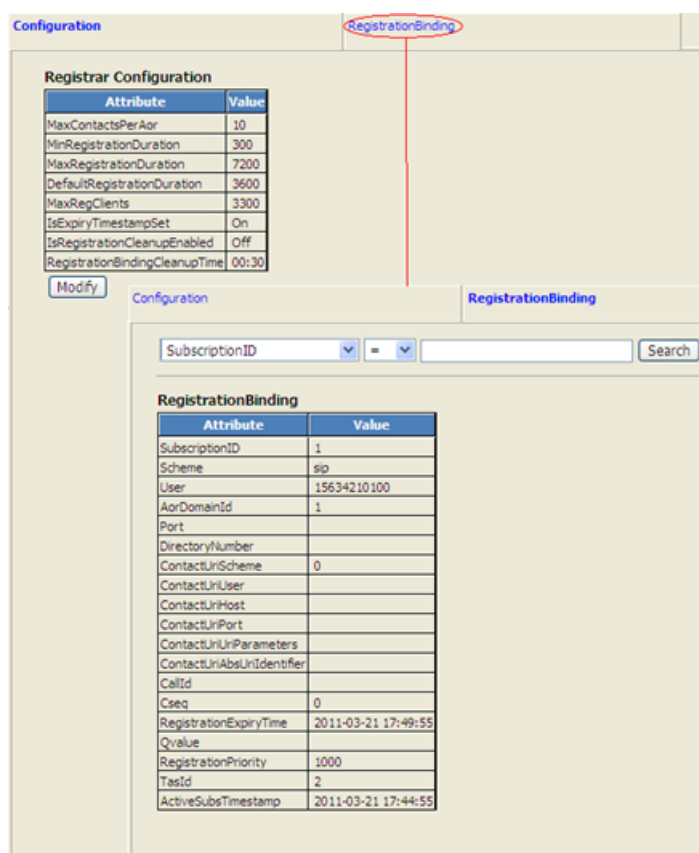 Configuration RegistrationBinding
Registrar Configuration
Attribute Value
MaxContactsPerAor 10
MinRegistrationDuration 300
MaxRegistrationDuration 7200
DefaultRegistrationDuration 3600
MaxRegClients 3300
IsExpiryTimestampSet On
IsRegistrationCleanupEnabled Off
RegistrationBindingCleanupTime 00:30
Modify
Configuration RegistrationBinding
SubscriptionID = Search
RegistrationBinding
Attribute Value
SubscriptionID 1
Scheme sip
User 15634210100
AorDomainId 1
Port
DirectoryNumber
ContactUriScheme 0
ContactUriUser
ContactUriHost
ContactUriPort
ContactUriUriParameters
ContactUriAbsUriIdentifier
CallId
Cseq 0
RegistrationExpiryTime 2011-03-21 17:49:55
Qvalue
RegistrationPriority 1000
TasId 2
ActiveSubsTimestamp 2011-03-21 17:44:55